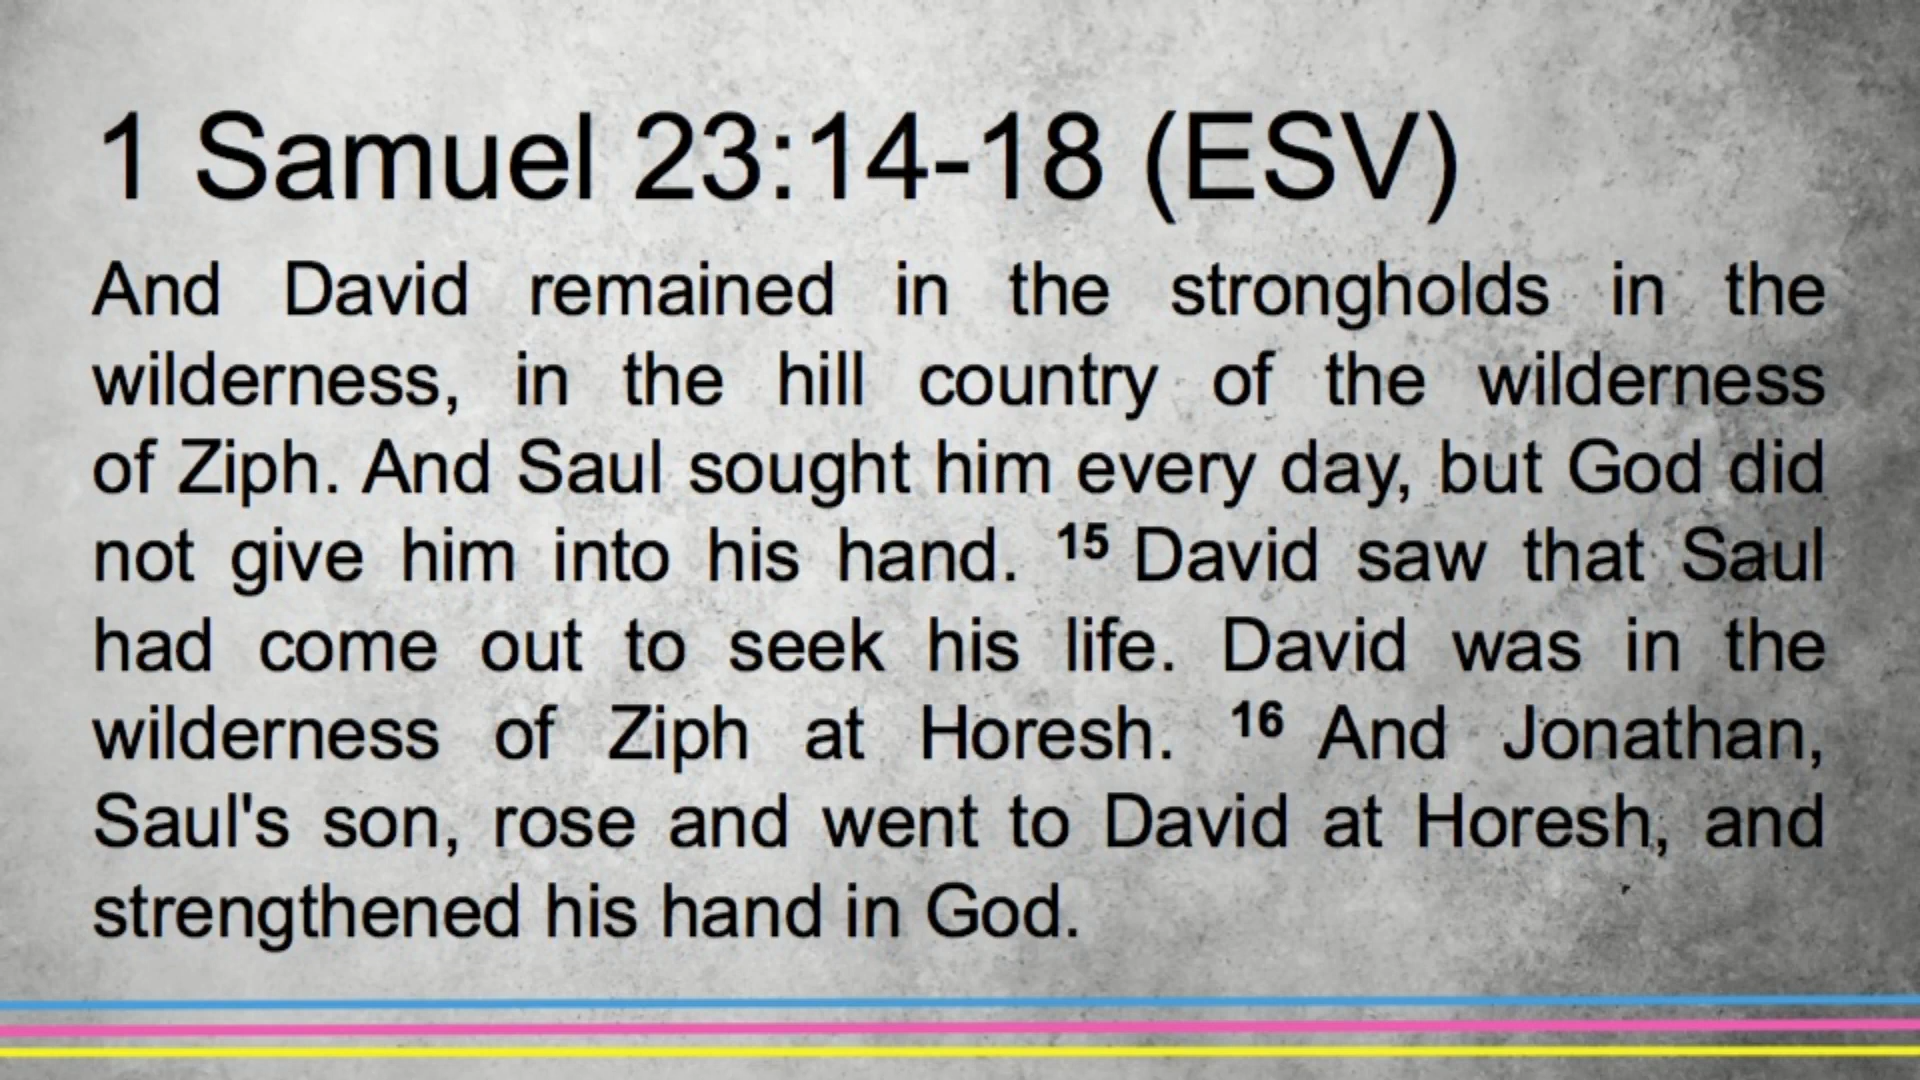 1 Samuel 23:14-18 (ESV)
And David remained in the strongholds in the
wilderness, in the hill country of the wilderness
of Ziph. And Saul sought him every day, but God did
not give him into his hand. 15 David saw that Saul
had come out to seek his life. David was in the
wilderness of Ziph at Horesh. 16 And Jonathan,
Saul's son, rose and went to David at Horesh, and
strengthened his hand in God.